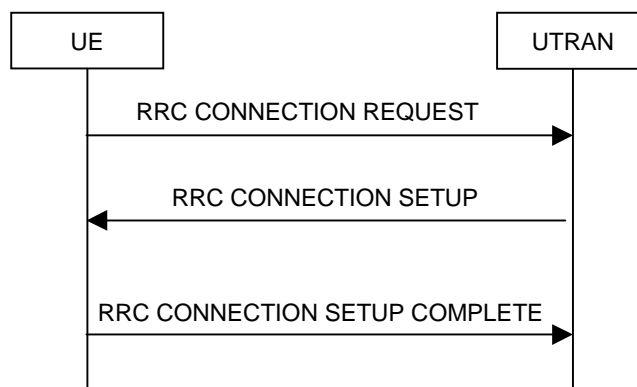 UE
UTRAN
RRC CONNECTION REQUEST
RRC CONNECTION SETUP
RRC CONNECTION SETUP COMPLETE